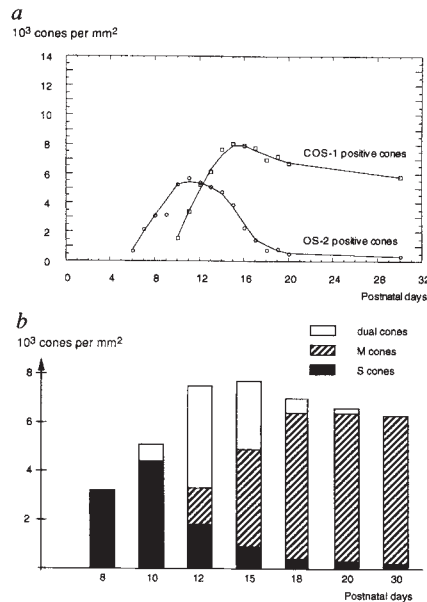 a
10³ cones per mm²
14
12
10
8
6
4
2
0
COS-1 positive cones
OS-2 positive cones
0 4 8 12 16 20 24 28 32
Postnatal days
b
10³ cones per mm²
dual cones
M cones
S cones
8
6
4
2
8 10 12 15 18 20 30
Postnatal days